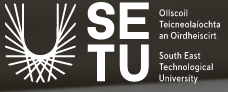 SE
TU
Ollscoil
Teicneolaíochta
an Oirdheiscirt
South East
Technological
University